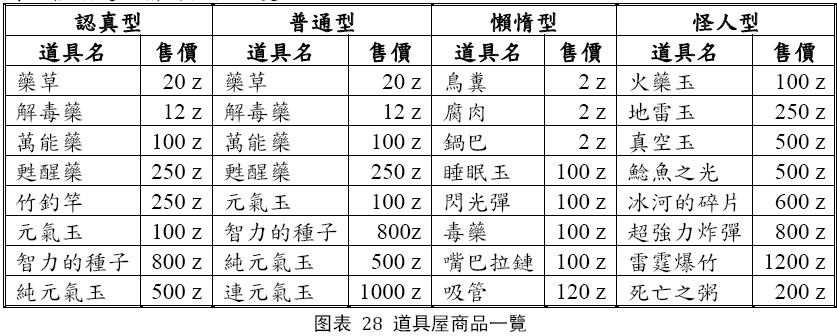 認真型 普通型 懶惰型 怪人型
道具名 售價 道具名 售價 道具名 售價 道具名 售價
藥草 20 z 藥草 20 z 鳥糞 2 z 火藥玉 100 z
解毒藥 12 z 解毒藥 12 z 腐肉 2 z 地雷玉 250 z
萬能藥 100 z 萬能藥 100 z 鍋巴 2 z 真空玉 500 z
甦醒藥 250 z 甦醒藥 250 z 睡眠玉 100 z 鯰魚之光 500 z
竹釣竿 250 z 元氣玉 100 z 閃光彈 100 z 冰河的碎片 600 z
元氣玉 100 z 智力的種子 800z 毒藥 100 z 超強力炸彈 800 z
智力的種子 800 z 純元氣玉 500 z 嘴巴拉鏈 100 z 雷霆爆竹 1200 z
純元氣玉 500 z 連元氣玉 1000 z 吸管 120 z 死亡之粥 200 z
图表 28 道具屋商品一覽